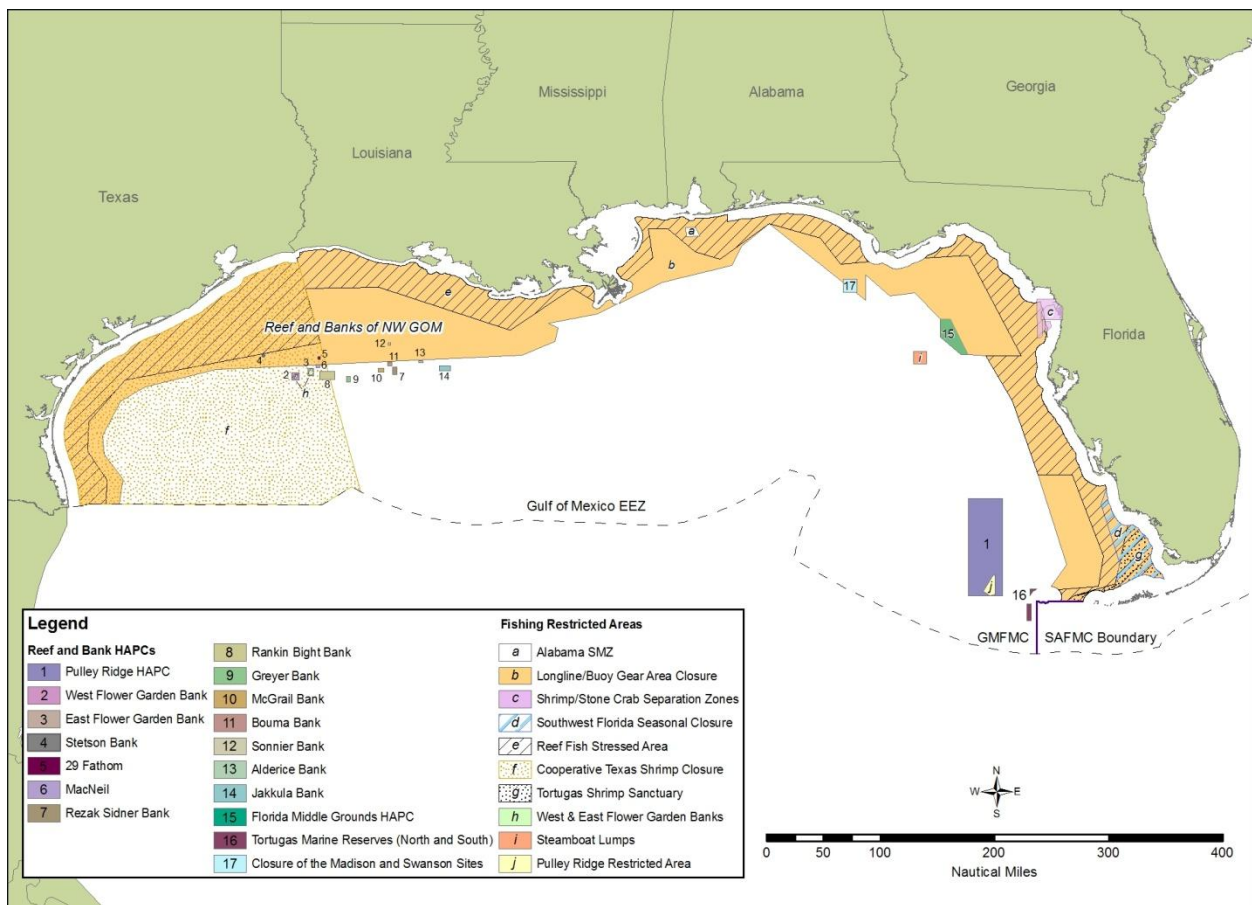 Georgia
Mississippi
Alabama
Louisiana
Texas
a
b
17
c
e
Florida
Reef and Banks of NW GOM
15
12
i
5
4
3
6
11
13
2
10
7
14
8
9
h
f
Gulf of Mexico EEZ
1
d
g
j
16
GMFMC
SAFMC Boundary
Legend
Reef and Bank HAPCs
1 Pulley Ridge HAPC
2 West Flower Garden Bank
3 East Flower Garden Bank
4 Stetson Bank
5 29 Fathom
6 MacNeil
7 Rezak Sidner Bank
8 Rankin Bight Bank
9 Greyer Bank
10 McGrail Bank
11 Bouma Bank
12 Sonnier Bank
13 Alderice Bank
14 Jakkula Bank
15 Florida Middle Grounds HAPC
16 Tortugas Marine Reserves (North and South)
17 Closure of the Madison and Swanson Sites
Fishing Restricted Areas
a Alabama SMZ
b Longline/Buoy Gear Area Closure
c Shrimp/Stone Crab Separation Zones
d Southwest Florida Seasonal Closure
e Reef Fish Stressed Area
f Cooperative Texas Shrimp Closure
g Tortugas Shrimp Sanctuary
h West & East Flower Garden Banks
i Steamboat Lumps
j Pulley Ridge Restricted Area
N
W E
S
0 50 100 200 300 400
Nautical Miles